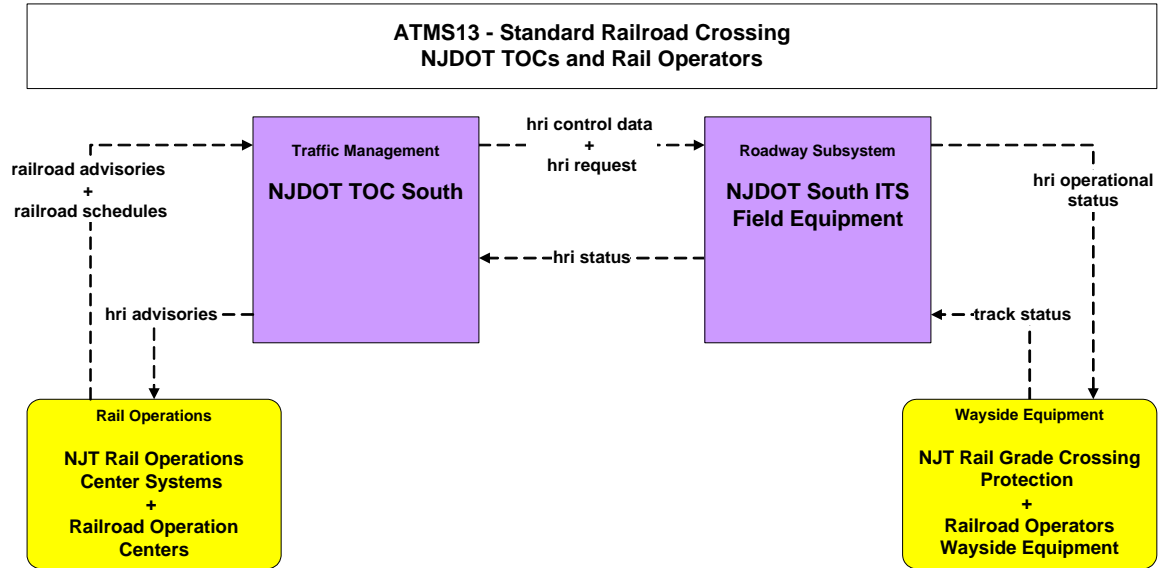 ATMS13 - Standard Railroad Crossing
NJDOT TOCs and Rail Operators
railroad advisories
+
railroad schedules
Traffic Management
NJDOT TOC South
hri control data
+
hri request
Roadway Subsystem
NJDOT South ITS
Field Equipment
hri operational
status
hri status
hri advisories
track status
Rail Operations
NJT Rail Operations
Center Systems
+
Railroad Operation
Centers
Wayside Equipment
NJT Rail Grade Crossing
Protection
+
Railroad Operators
Wayside Equipment